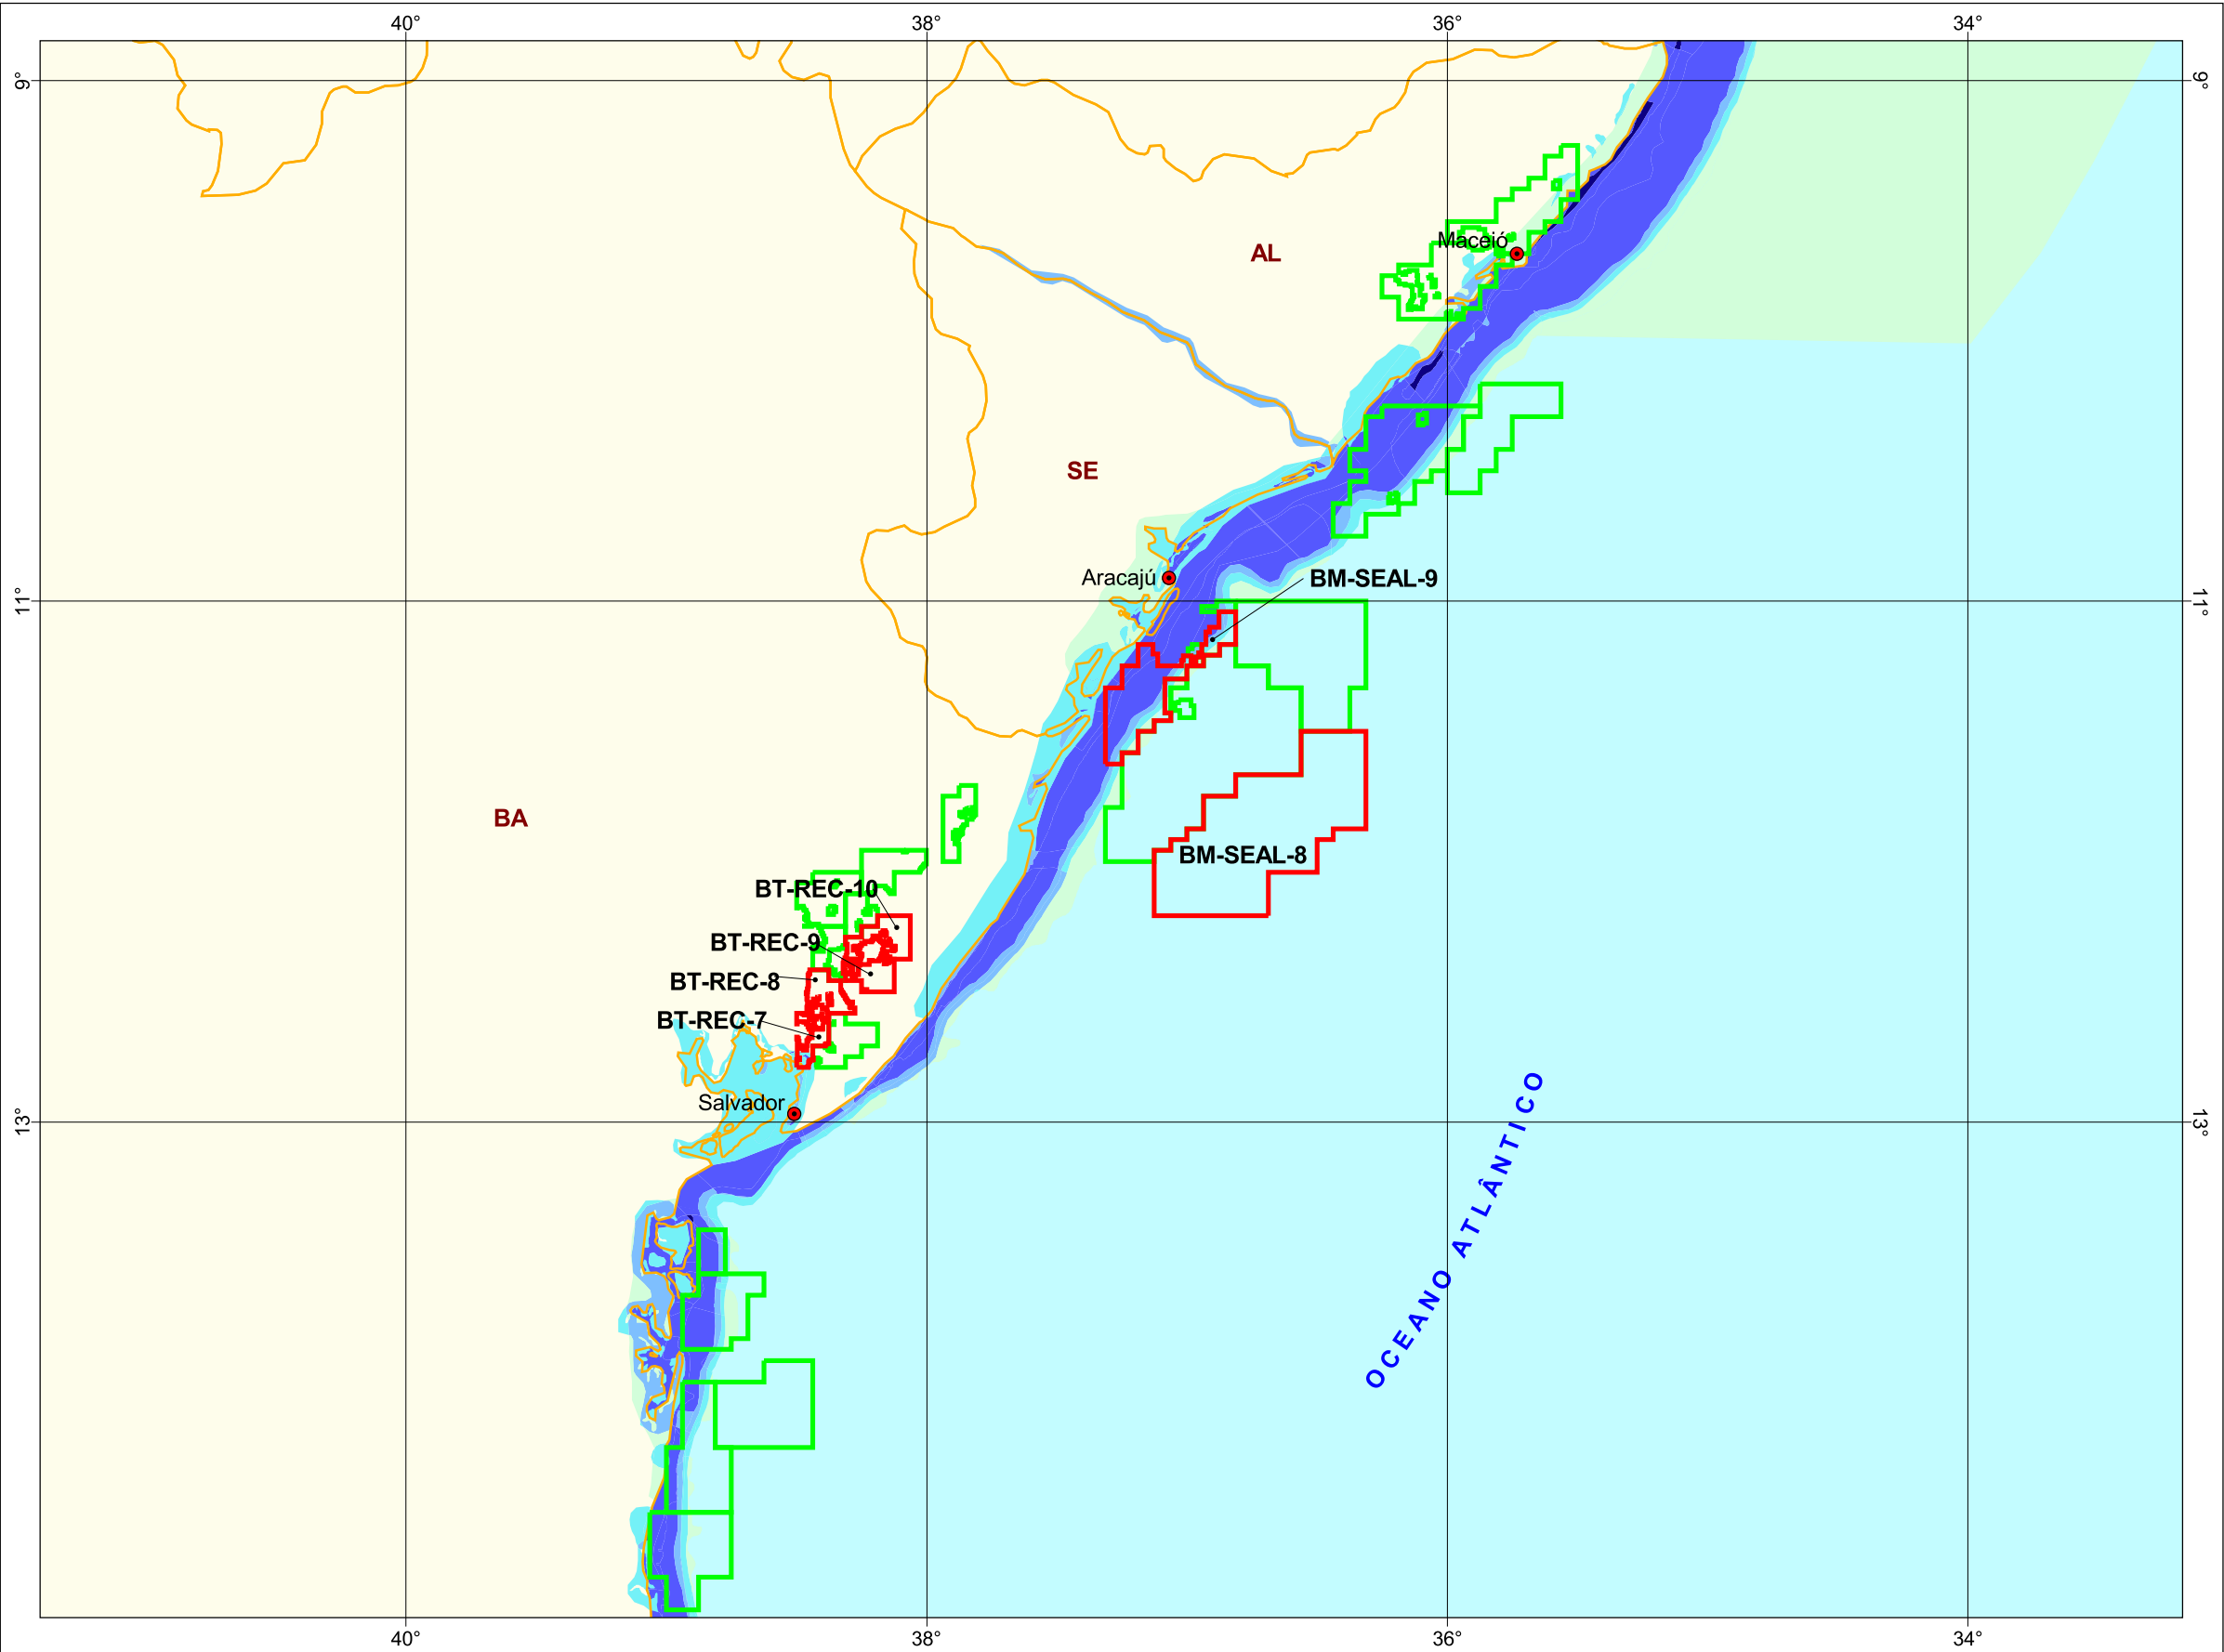 40° 38° 36° 34°
9° 9°
AL
Maceió
SE
Aracajú
BM-SEAL-9
11° 11°
BA
BM-SEAL-8
BT-REC-10
BT-REC-9
BT-REC-8
BT-REC-7
Salvador
13° 13°
OCEANO ATLÂNTICO
40° 38° 36° 34°